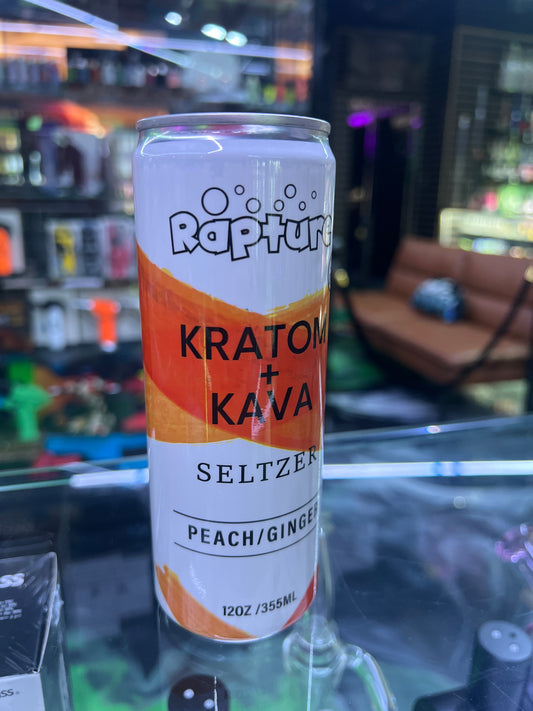 Rapture
KRATOM
+
KAVA
SELTZER
PEACH/GINGER
12OZ/355ML